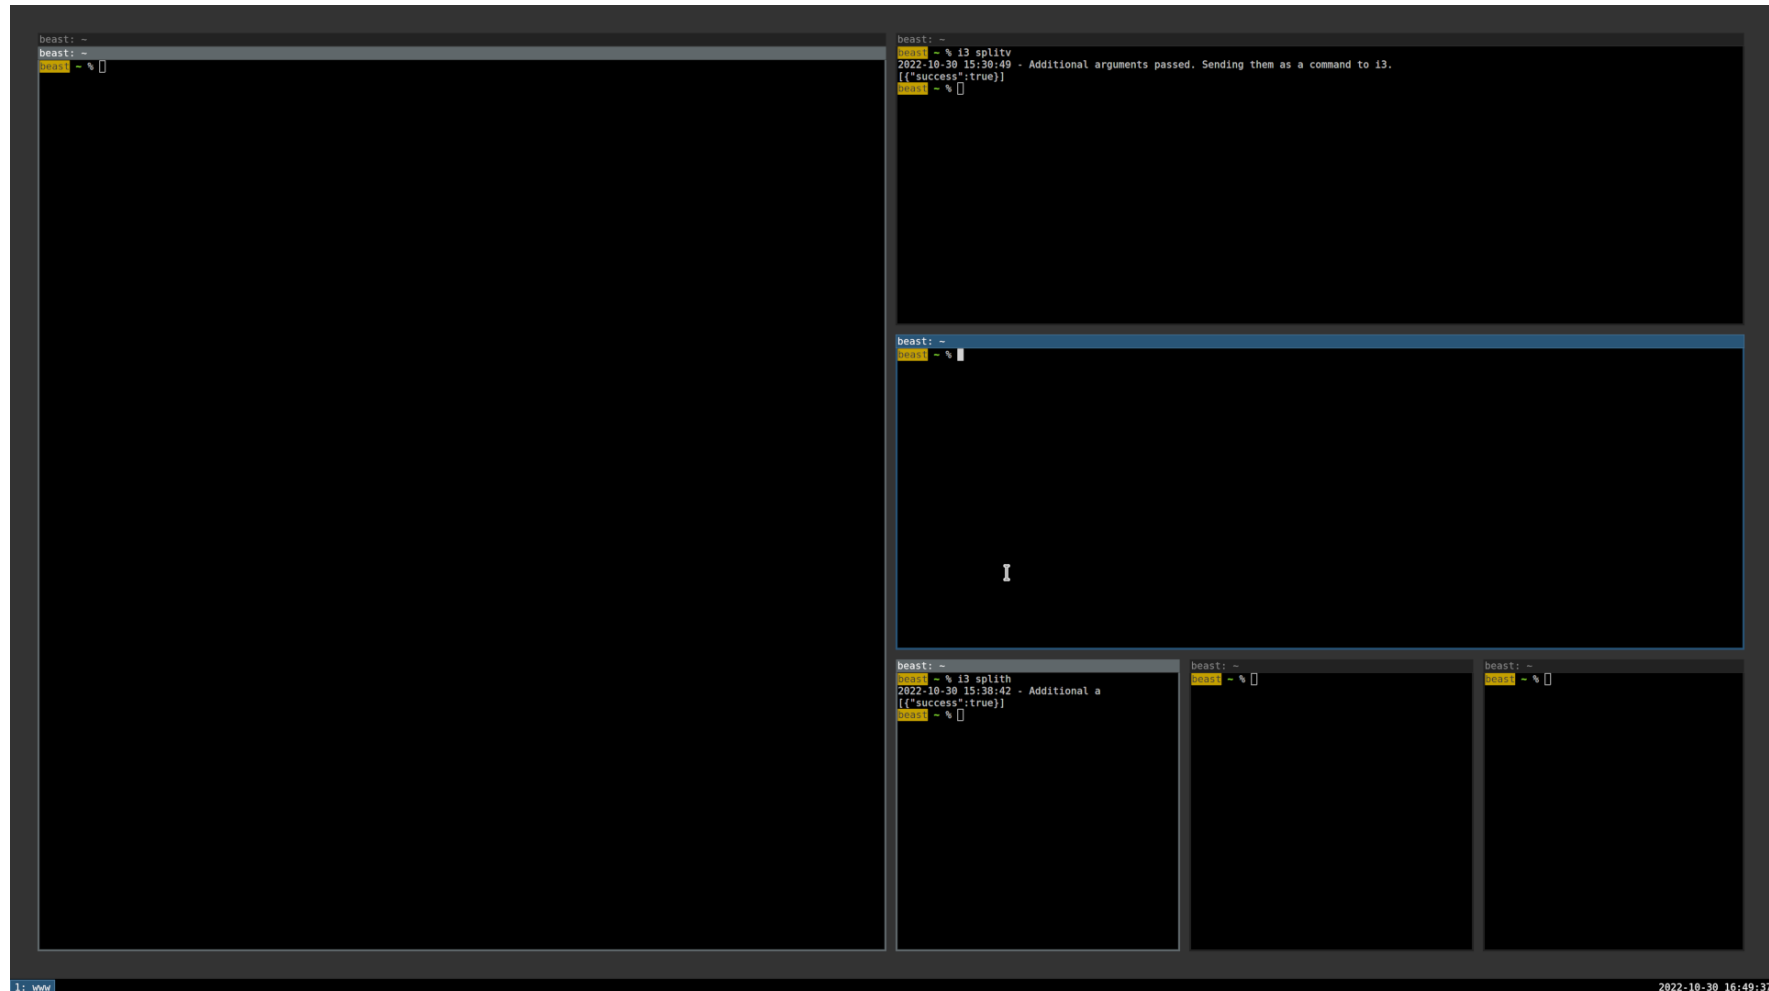 beast: ~
beast: ~
beast ~ %
beast: ~
beast ~ % i3 splitv
2022-10-30 15:30:49 - Additional arguments passed. Sending them as a command to i3.
[{"success":true}]
beast ~ %
beast: ~
beast ~ %
beast: ~
beast ~ % i3 splith
2022-10-30 15:38:42 - Additional a
[{"success":true}]
beast ~ %
beast: ~
beast ~ %
beast: ~
beast ~ %
1: www
2022-10-30 16:49:37